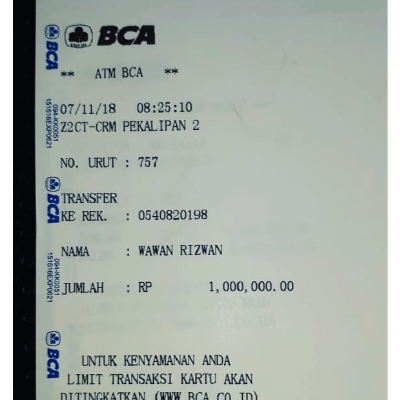 BCA
** ATM BCA **
07/11/18 08:25:10
Z2CT-CRM PEKALIPAN 2
NO. URUT : 757
TRANSFER
KE REK. : 0540820198
NAMA : WAWAN RIZWAN
JUMLAH : RP 1,000,000.00
UNTUK KENYAMANAN ANDA
LIMIT TRANSAKSI KARTU AKAN
DITINGKATKAN (WWW.BCA.CO.ID)
BCA
BCA
BCA